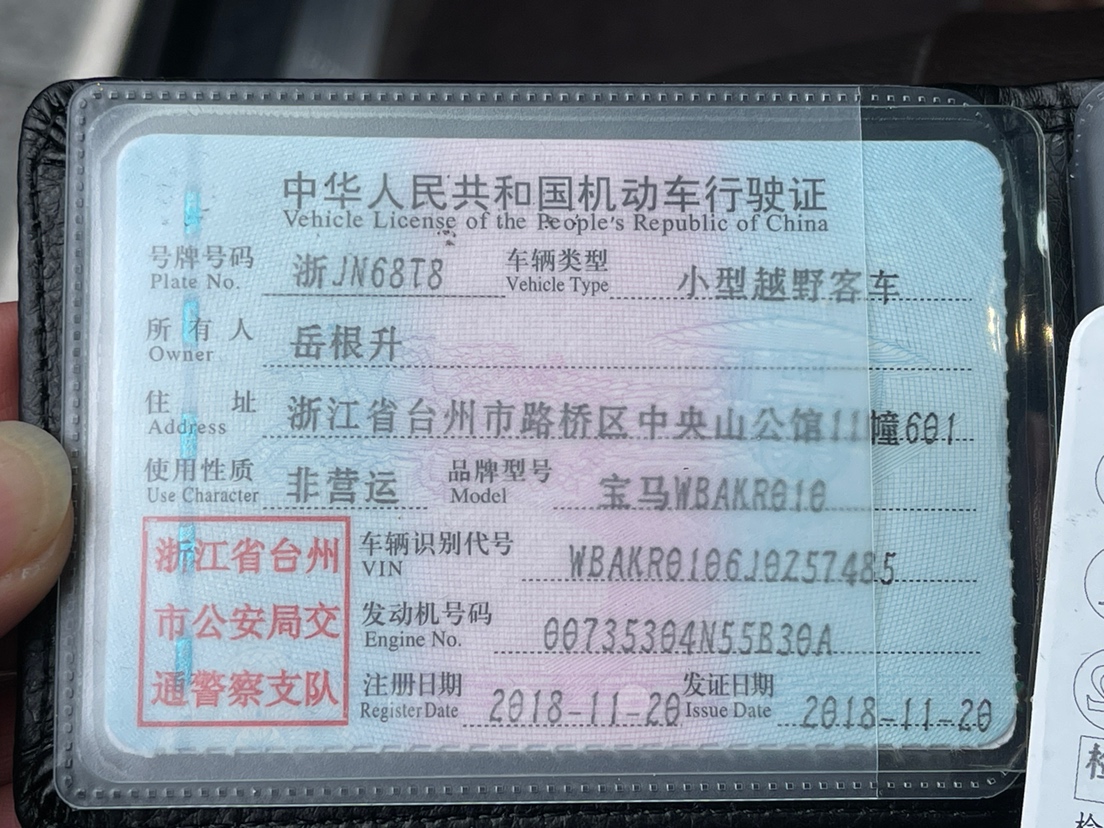 中华人民共和国机动车行驶证
Vehicle License of the People's Republic of China
号牌号码 浙JN68T8 车辆类型 小型越野客车
Plate No. Vehicle Type
所有人 岳根升
Owner
住址 浙江省台州市路桥区中央山公馆11幢601
Address
使用性质 非营运 品牌型号 宝马WBAKR010
Use Character Model
浙江省台州
市公安局交
通警察支队
车辆识别代号 WBAKR0106J0Z57485
VIN
发动机号码 00735304N55B30A
Engine No.
注册日期 2018-11-20 发证日期 2018-11-20
Register Date Issue Date